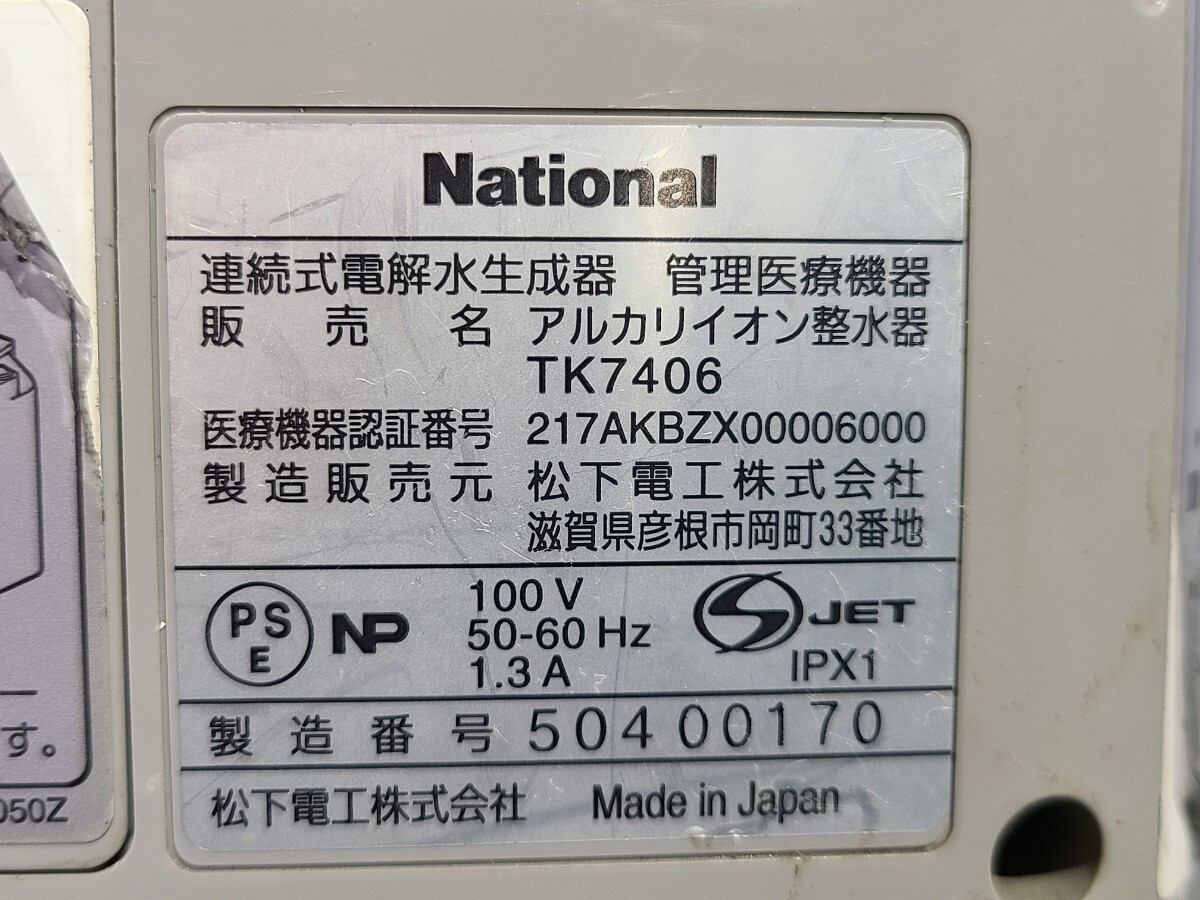 National
連続式電解水生成器 管理医療機器
販売名 アルカリイオン整水器
TK7406
医療機器認証番号 217AKBZX00006000
製造販売元 松下電工株式会社
滋賀県彦根市岡町33番地
PS
E
NP
100 V
50-60 Hz
1.3 A
S JET
IPX1
製造番号 50400170
松下電工株式会社 Made in Japan
す。
050Z